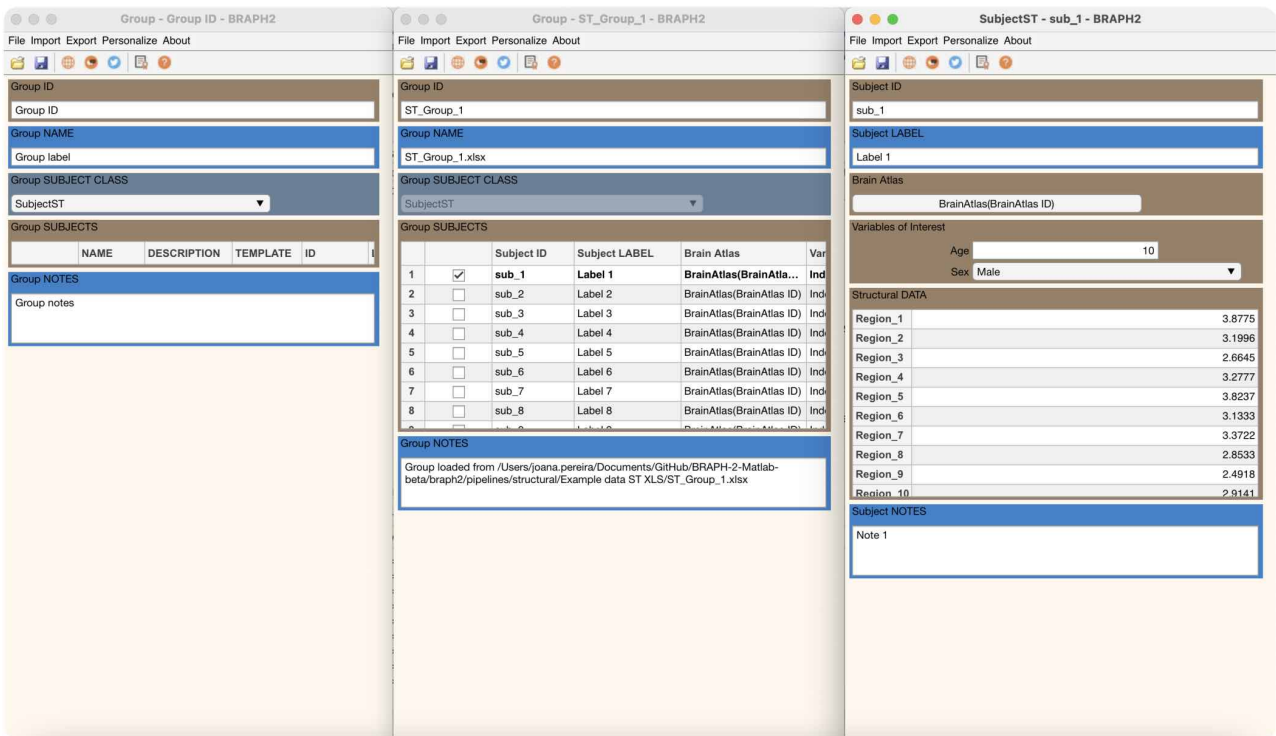 Group - Group ID - BRAPH2
File Import Export Personalize About
Group ID
Group ID
Group NAME
Group label
Group SUBJECT CLASS
SubjectST
Group SUBJECTS
NAME DESCRIPTION TEMPLATE ID
Group NOTES
Group notes
Group - ST_Group_1 - BRAPH2
File Import Export Personalize About
Group ID
ST_Group_1
Group NAME
ST_Group_1.xlsx
Group SUBJECT CLASS
SubjectST
Group SUBJECTS
Subject ID Subject LABEL Brain Atlas Var
1 sub_1 Label 1 BrainAtlas(BrainAtla... Ind
2 sub_2 Label 2 BrainAtlas(BrainAtlas ID) Ind
3 sub_3 Label 3 BrainAtlas(BrainAtlas ID) Ind
4 sub_4 Label 4 BrainAtlas(BrainAtlas ID) Ind
5 sub_5 Label 5 BrainAtlas(BrainAtlas ID) Ind
6 sub_6 Label 6 BrainAtlas(BrainAtlas ID) Ind
7 sub_7 Label 7 BrainAtlas(BrainAtlas ID) Ind
8 sub_8 Label 8 BrainAtlas(BrainAtlas ID) Ind
Group NOTES
Group loaded from /Users/joana.pereira/Documents/GitHub/BRAPH-2-Matlab-
beta/braph2/pipelines/structural/Example data ST XLS/ST_Group_1.xlsx
SubjectST - sub_1 - BRAPH2
File Import Export Personalize About
Subject ID
sub_1
Subject LABEL
Label 1
Brain Atlas
BrainAtlas(BrainAtlas ID)
Variables of Interest
Age 10
Sex Male
Structural DATA
Region_1 3.8775
Region_2 3.1996
Region_3 2.6645
Region_4 3.2777
Region_5 3.8237
Region_6 3.1333
Region_7 3.3722
Region_8 2.8533
Region_9 2.4918
Region_10 2.9141
Subject NOTES
Note 1